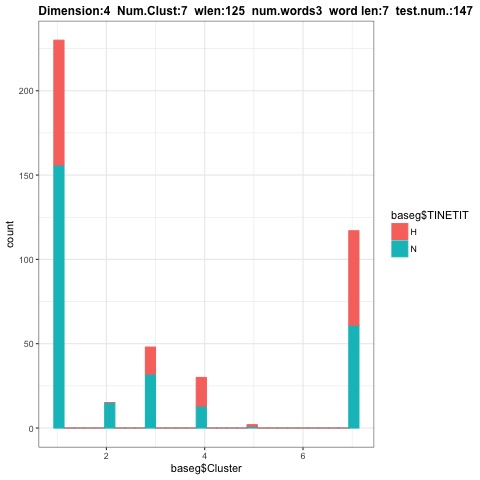 Dimension:4  Num.Clust:7  wlen:125  num.words3  word len:7  test.num.:147
200
150
100
50
0
count
2 4 6
baseg$Cluster
baseg$TINETIT
H
N